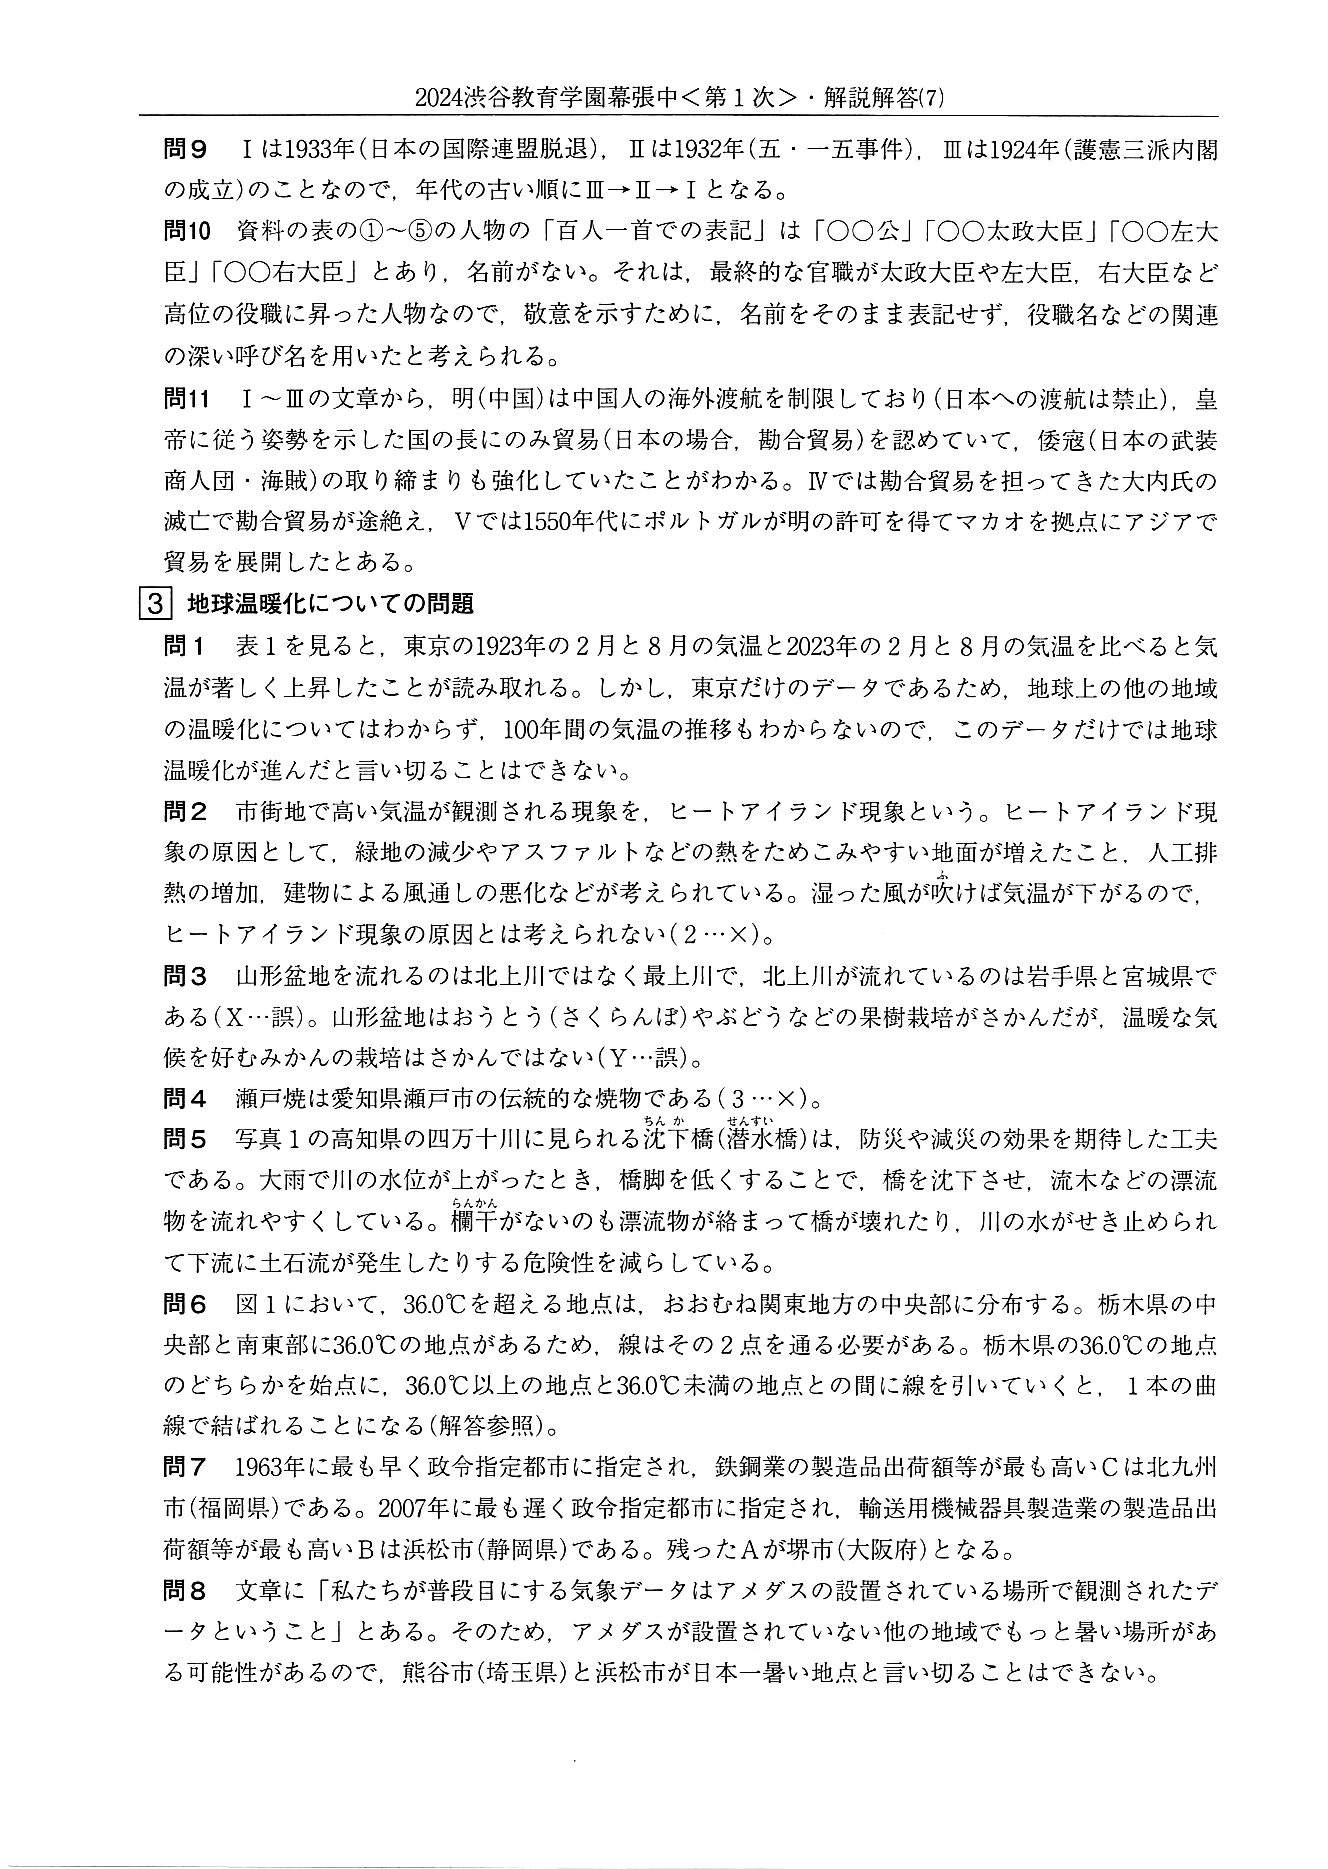 2024渋谷教育学園幕張中＜第１次＞・解説解答(7)
問9　Ⅰは1933年(日本の国際連盟脱退)，Ⅱは1932年(五・一五事件)，Ⅲは1924年(護憲三派内閣
の成立)のことなので，年代の古い順にⅢ→Ⅱ→Ⅰとなる。
問10　資料の表の①～⑤の人物の「百人一首での表記」は「〇〇公」「〇〇太政大臣」「〇〇左大
臣」「〇〇右大臣」とあり，名前がない。それは，最終的な官職が太政大臣や左大臣，右大臣など
高位の役職に昇った人物なので，敬意を示すために，名前をそのまま表記せず，役職名などの関連
の深い呼び名を用いたと考えられる。
問11　Ⅰ～Ⅲの文章から，明(中国)は中国人の海外渡航を制限しており(日本への渡航は禁止)，皇
帝に従う姿勢を示した国の長にのみ貿易(日本の場合，勘合貿易)を認めていて，倭寇(日本の武装
商人団・海賊)の取り締まりも強化していたことがわかる。Ⅳでは勘合貿易を担ってきた大内氏の
滅亡で勘合貿易が途絶え，Ⅴでは1550年代にポルトガルが明の許可を得てマカオを拠点にアジアで
貿易を展開したとある。
3 地球温暖化についての問題
問1　表１を見ると，東京の1923年の２月と８月の気温と2023年の２月と８月の気温を比べると気
温が著しく上昇したことが読み取れる。しかし，東京だけのデータであるため，地球上の他の地域
の温暖化についてはわからず，100年間の気温の推移もわからないので，このデータだけでは地球
温暖化が進んだと言い切ることはできない。
問2　市街地で高い気温が観測される現象を，ヒートアイランド現象という。ヒートアイランド現
象の原因として，緑地の減少やアスファルトなどの熱をためこみやすい地面が増えたこと，人工排
熱の増加，建物による風通しの悪化などが考えられている。湿った風が吹(ふ)けば気温が下がるので，
ヒートアイランド現象の原因とは考えられない(２…×)。
問3　山形盆地を流れるのは北上川ではなく最上川で，北上川が流れているのは岩手県と宮城県で
ある(Ｘ…誤)。山形盆地はおうとう(さくらんぼ)やぶどうなどの果樹栽培がさかんだが，温暖な気
候を好むみかんの栽培はさかんではない(Ｙ…誤)。
問4　瀬戸焼は愛知県瀬戸市の伝統的な焼物である(３…×)。
問5　写真１の高知県の四万十川に見られる沈下(ちんか)橋(潜水(せんすい)橋)は，防災や減災の効果を期待した工夫
である。大雨で川の水位が上がったとき，橋脚を低くすることで，橋を沈下させ，流木などの漂流
物を流れやすくしている。欄干(らんかん)がないのも漂流物が絡まって橋が壊れたり，川の水がせき止められ
て下流に土石流が発生したりする危険性を減らしている。
問6　図１において，36.0℃を超える地点は，おおむね関東地方の中央部に分布する。栃木県の中
央部と南東部に36.0℃の地点があるため，線はその２点を通る必要がある。栃木県の36.0℃の地点
のどちらかを始点に，36.0℃以上の地点と36.0℃未満の地点との間に線を引いていくと，１本の曲
線で結ばれることになる(解答参照)。
問7　1963年に最も早く政令指定都市に指定され，鉄鋼業の製造品出荷額等が最も高いＣは北九州
市(福岡県)である。2007年に最も遅く政令指定都市に指定され，輸送用機械器具製造業の製造品出
荷額等が最も高いＢは浜松市(静岡県)である。残ったＡが堺市(大阪府)となる。
問8　文章に「私たちが普段目にする気象データはアメダスの設置されている場所で観測されたデ
ータということ」とある。そのため，アメダスが設置されていない他の地域でもっと暑い場所があ
る可能性があるので，熊谷市(埼玉県)と浜松市が日本一暑い地点と言い切ることはできない。